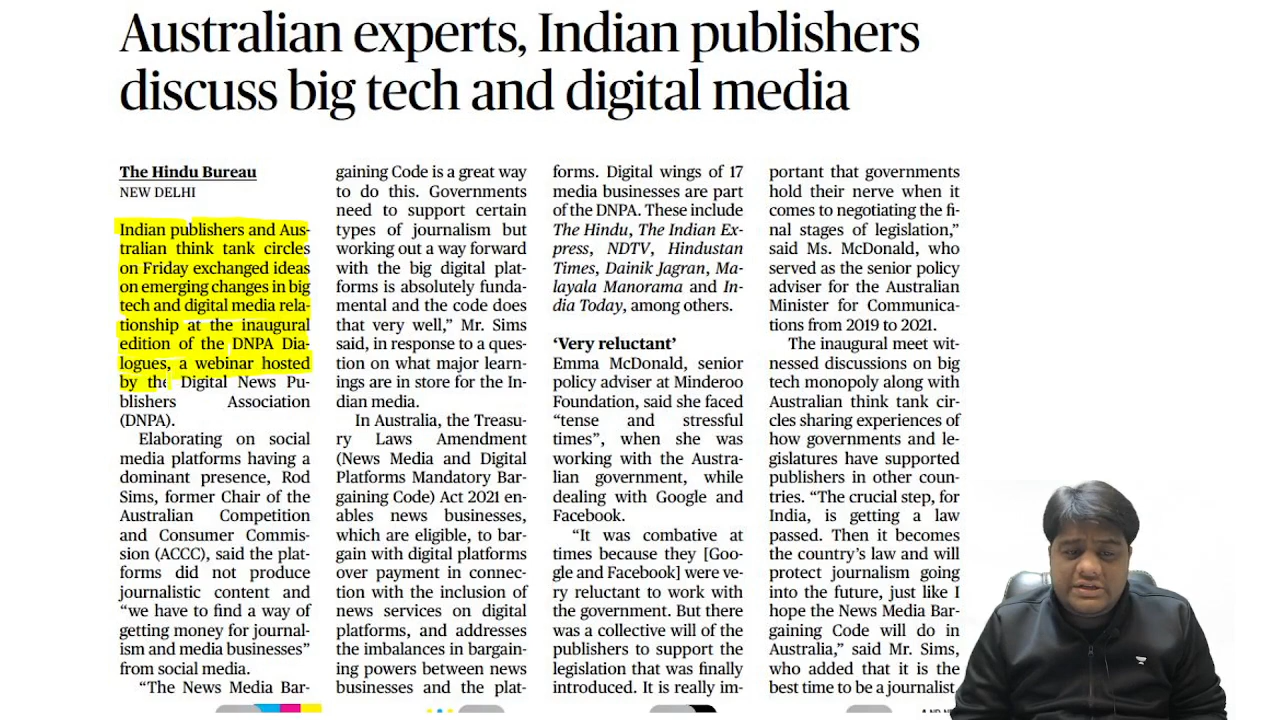 Australian experts, Indian publishers
discuss big tech and digital media
The Hindu Bureau
NEW DELHI
Indian publishers and Aus-
tralian think tank circles
on Friday exchanged ideas
on emerging changes in big
tech and digital media rela-
tionship at the inaugural
edition of the DNPA Dia-
logues, a webinar hosted
by the Digital News Pu-
blishers Association
(DNPA).
Elaborating on social
media platforms having a
dominant presence, Rod
Sims, former Chair of the
Australian Competition
and Consumer Commis-
sion (ACCC), said the plat-
forms did not produce
journalistic content and
“we have to find a way of
getting money for journal-
ism and media businesses”
from social media.
“The News Media Bar-
gaining Code is a great way
to do this. Governments
need to support certain
types of journalism but
working out a way forward
with the big digital plat-
forms is absolutely funda-
mental and the code does
that very well,” Mr. Sims
said, in response to a ques-
tion on what major learn-
ings are in store for the In-
dian media.
In Australia, the Treasu-
ry Laws Amendment
(News Media and Digital
Platforms Mandatory Bar-
gaining Code) Act 2021 en-
ables news businesses,
which are eligible, to bar-
gain with digital platforms
over payment in connec-
tion with the inclusion of
news services on digital
platforms, and addresses
the imbalances in bargain-
ing powers between news
businesses and the plat-
forms. Digital wings of 17
media businesses are part
of the DNPA. These include
The Hindu, The Indian Ex-
press, NDTV, Hindustan
Times, Dainik Jagran, Ma-
layala Manorama and In-
dia Today, among others.
‘Very reluctant’
Emma McDonald, senior
policy adviser at Minderoo
Foundation, said she faced
“tense and stressful
times”, when she was
working with the Austra-
lian government, while
dealing with Google and
Facebook.
“It was combative at
times because they [Goo-
gle and Facebook] were ve-
ry reluctant to work with
the government. But there
was a collective will of the
publishers to support the
legislation that was finally
introduced. It is really im-
portant that governments
hold their nerve when it
comes to negotiating the fi-
nal stages of legislation,”
said Ms. McDonald, who
served as the senior policy
adviser for the Australian
Minister for Communica-
tions from 2019 to 2021.
The inaugural meet wit-
nessed discussions on big
tech monopoly along with
Australian think tank cir-
cles sharing experiences of
how governments and le-
gislatures have supported
publishers in other coun-
tries. “The crucial step, for
India, is getting a law
passed. Then it becomes
the country’s law and will
protect journalism going
into the future, just like I
hope the News Media Bar-
gaining Code will do in
Australia,” said Mr. Sims,
who added that it is the
best time to be a journalist